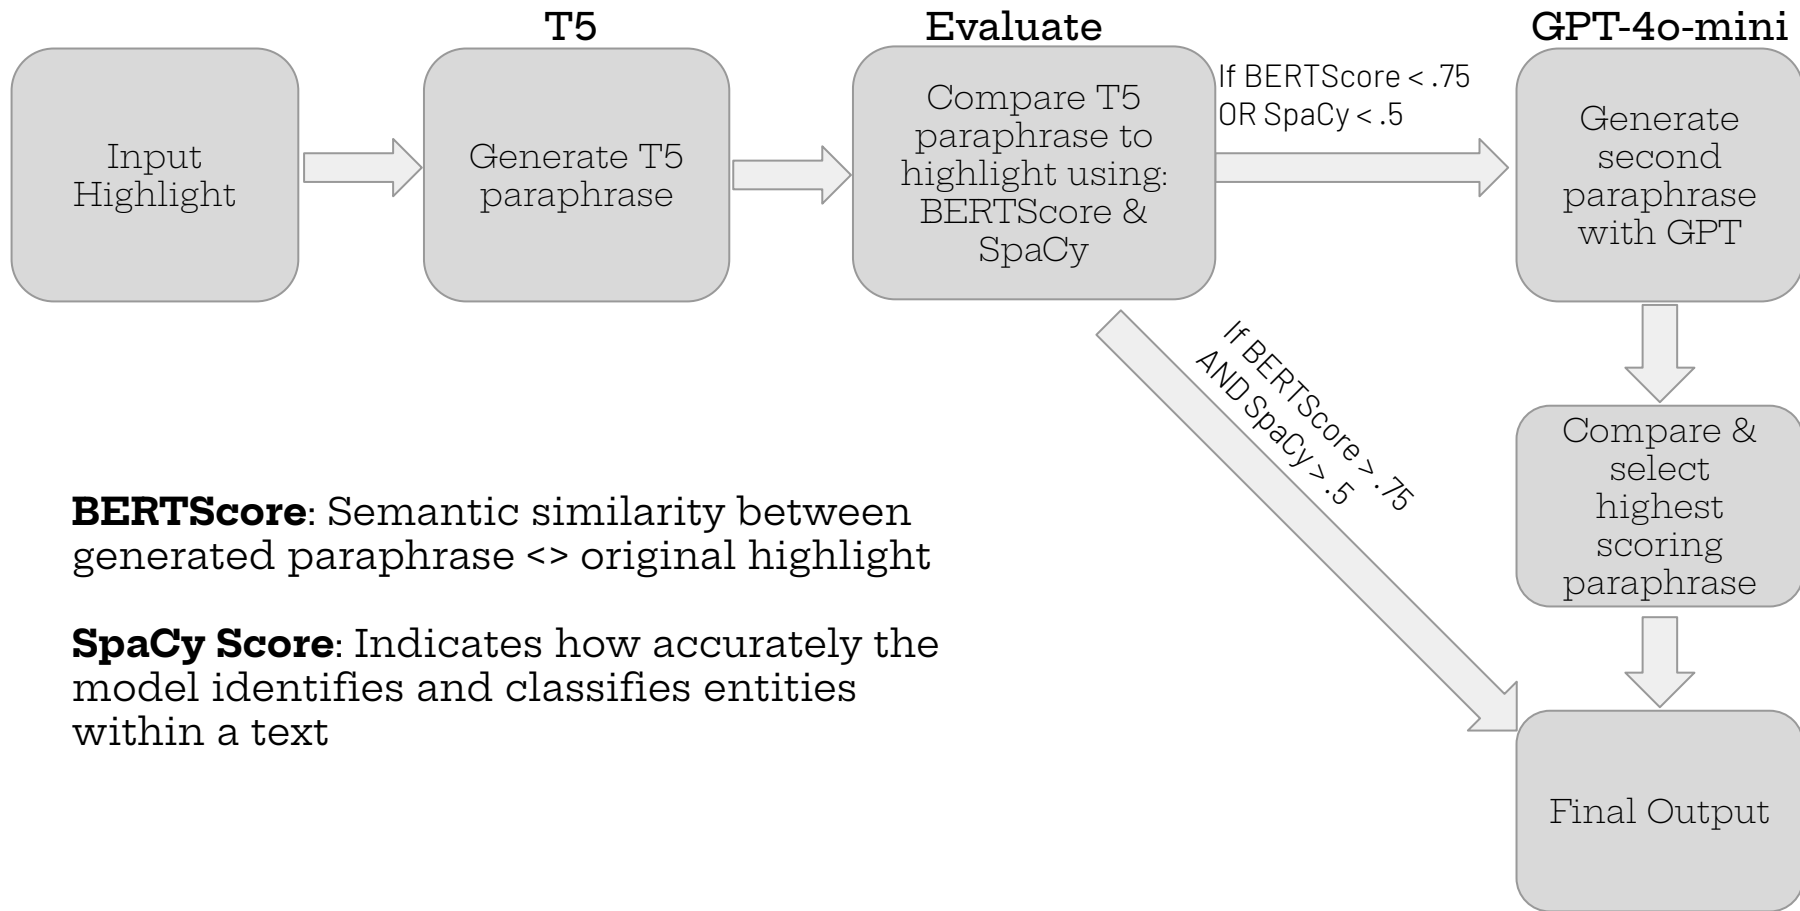 T5
Evaluate
GPT-4o-mini
Input
Highlight
Generate T5
paraphrase
Compare T5
paraphrase to
highlight using:
BERTScore &
SpaCy
If BERTScore < .75
OR SpaCy < .5
Generate
second
paraphrase
with GPT
If BERTScore > .75
AND SpaCy > .5
Compare &
select
highest
scoring
paraphrase
BERTScore: Semantic similarity between
generated paraphrase <> original highlight
SpaCy Score: Indicates how accurately the
model identifies and classifies entities
within a text
Final Output